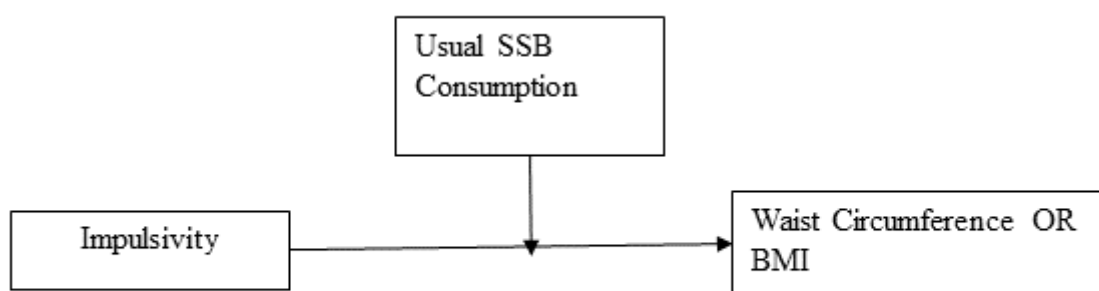 Usual SSB
Consumption
Impulsivity
Waist Circumference OR
BMI